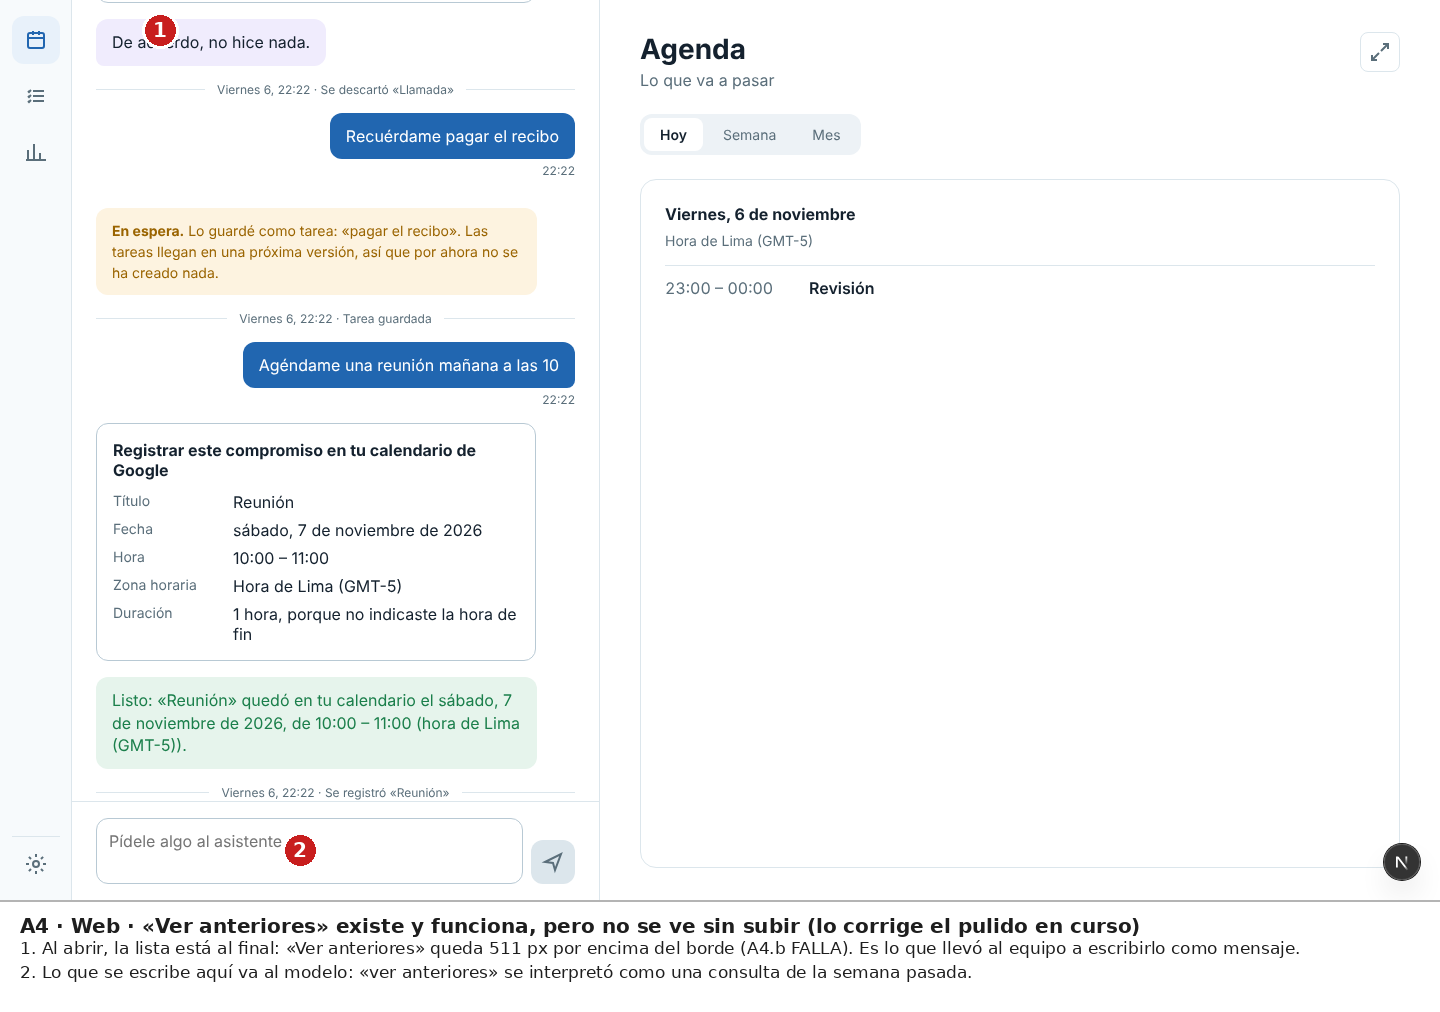 De acuerdo, no hice nada.
1
Viernes 6, 22:22 · Se descartó «Llamada»
Recuérdame pagar el recibo
22:22
En espera. Lo guardé como tarea: «pagar el recibo». Las
tareas llegan en una próxima versión, así que por ahora no se
ha creado nada.
Viernes 6, 22:22 · Tarea guardada
Agéndame una reunión mañana a las 10
22:22
Registrar este compromiso en tu calendario de
Google
Título Reunión
Fecha sábado, 7 de noviembre de 2026
Hora 10:00 – 11:00
Zona horaria Hora de Lima (GMT-5)
Duración 1 hora, porque no indicaste la hora de
fin
Listo: «Reunión» quedó en tu calendario el sábado, 7
de noviembre de 2026, de 10:00 – 11:00 (hora de Lima
(GMT-5)).
Viernes 6, 22:22 · Se registró «Reunión»
Pídele algo al asistente
2
Agenda
Lo que va a pasar
Hoy Semana Mes
Viernes, 6 de noviembre
Hora de Lima (GMT-5)
23:00 – 00:00 Revisión
N
A4 · Web · «Ver anteriores» existe y funciona, pero no se ve sin subir (lo corrige el pulido en curso)
1. Al abrir, la lista está al final: «Ver anteriores» queda 511 px por encima del borde (A4.b FALLA). Es lo que llevó al equipo a escribirlo como mensaje.
2. Lo que se escribe aquí va al modelo: «ver anteriores» se interpretó como una consulta de la semana pasada.